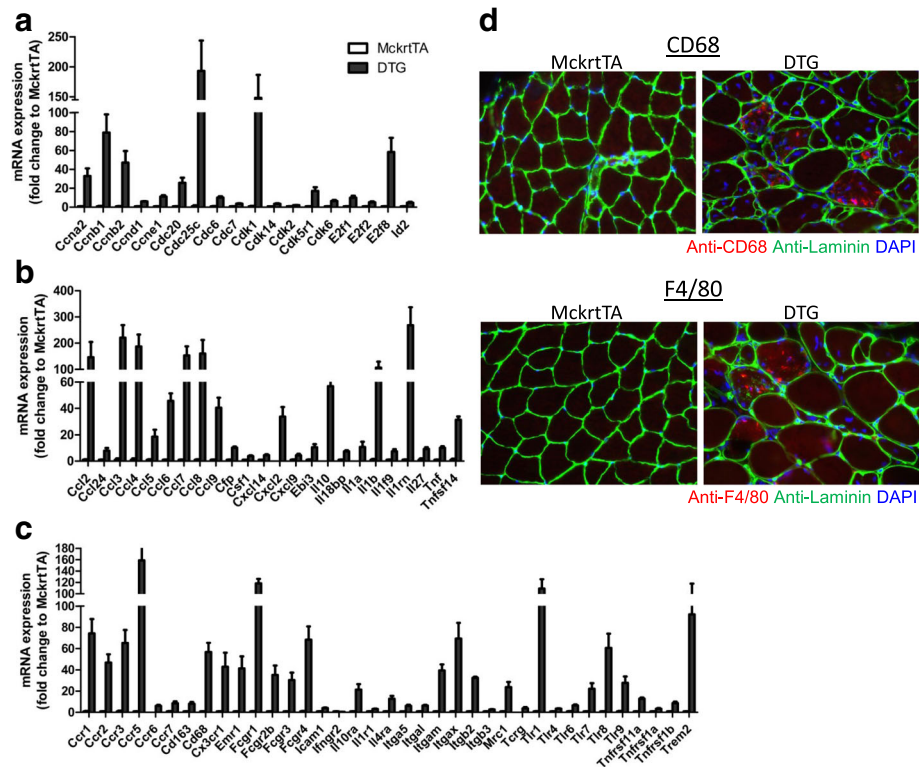 a
mRNA expression
(fold change to MckrtTA)
250
200
150
100
80
60
40
20
0
MckrtTA
DTG
Ccna2
Ccnb1
Ccnb2
Ccnd1
Ccne1
Cdc20
Cdc25c
Cdc6
Cdc7
Cdk1
Cdk14
Cdk2
Cdk5r1
Cdk6
E2f1
E2f2
E2f8
Id2
b
mRNA expression
(fold change to MckrtTA)
400
300
200
100
60
40
20
0
Ccl2
Ccl24
Ccl3
Ccl4
Ccl5
Ccl6
Ccl7
Ccl8
Ccl9
Cfp
Csf1
Cxcl14
Cxcl2
Cxcl9
Ebi3
Il10
Il18bp
Il1a
Il1b
Il1f9
Il1rn
Il27
Tnf
Tnfsf14
c
mRNA expression
(fold change to MckrtTA)
180
160
140
120
100
80
60
40
20
0
Ccr1
Ccr2
Ccr3
Ccr5
Ccr6
Ccr7
Cd163
Cd68
Cx3cr1
Emr1
Fcgr1
Fcgr2b
Fcgr3
Fcgr4
Icam1
Ifngr2
Il10ra
Il1r1
Il4ra
Itga5
Itgal
Itgam
Itgax
Itgb2
Itgb3
Mrc1
Tcrg
Tlr1
Tlr4
Tlr6
Tlr7
Tlr8
Tlr9
Tnfrsf11a
Tnfrsf1a
Tnfrsf1b
Trem2
d
CD68
MckrtTA DTG
Anti-CD68 Anti-Laminin DAPI
F4/80
MckrtTA DTG
Anti-F4/80 Anti-Laminin DAPI